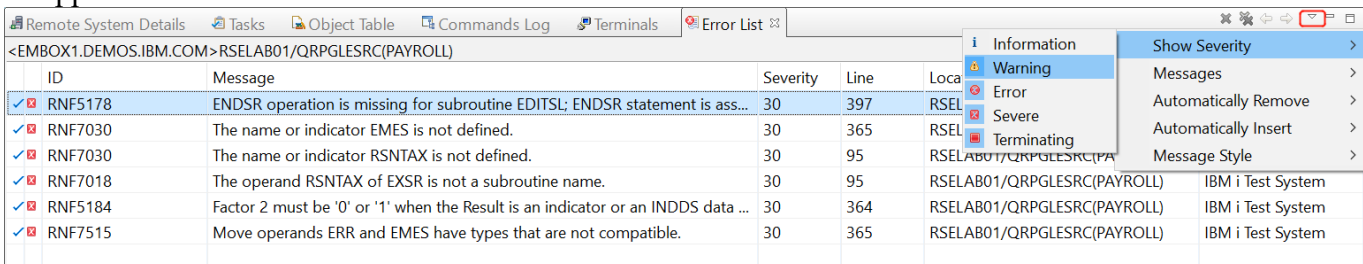 Remote System Details Tasks Object Table Commands Log Terminals Error List
<EMBOX1.DEMOS.IBM.COM>RSELAB01/QRPGLESRC(PAYROLL)
ID Message Severity Line Loca
RNF5178 ENDSR operation is missing for subroutine EDITSL; ENDSR statement is ass... 30 397 RSEL
RNF7030 The name or indicator EMES is not defined. 30 365 RSEL
RNF7030 The name or indicator RSNTAX is not defined. 30 95 RSELAB01/QRPGLESRC(PA
RNF7018 The operand RSNTAX of EXSR is not a subroutine name. 30 95 RSELAB01/QRPGLESRC(PAYROLL) IBM i Test System
RNF5184 Factor 2 must be '0' or '1' when the Result is an indicator or an INDDS data ... 30 364 RSELAB01/QRPGLESRC(PAYROLL) IBM i Test System
RNF7515 Move operands ERR and EMES have types that are not compatible. 30 365 RSELAB01/QRPGLESRC(PAYROLL) IBM i Test System
Information
Warning
Error
Severe
Terminating
Show Severity
Messages
Automatically Remove
Automatically Insert
Message Style